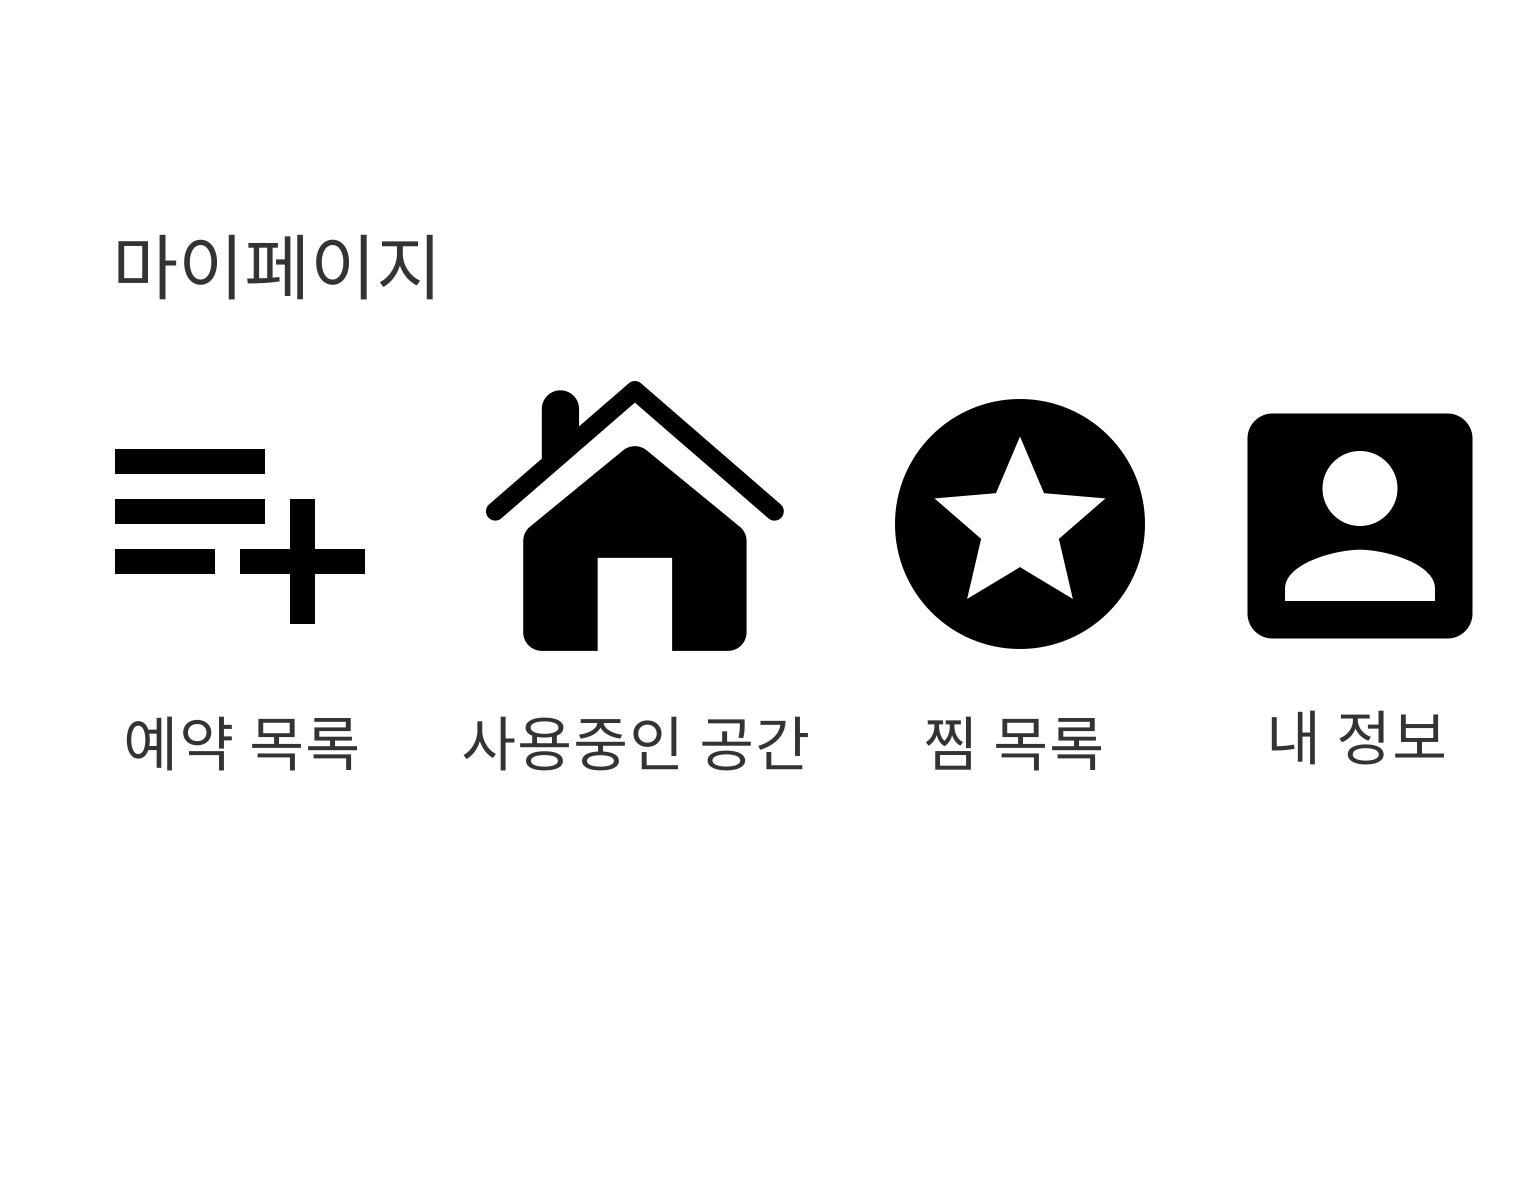 마이페이지
예약 목록
사용중인 공간
찜 목록
내 정보